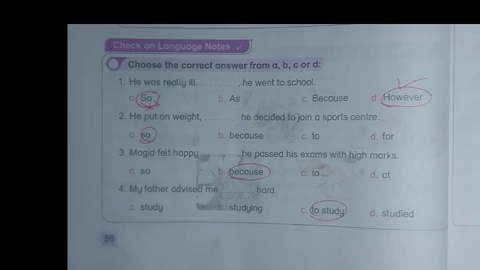 Check on Language Notes ✓
Choose the correct answer from a, b, c or d:
1. He was really ill. ........, he went to school.
a. So b. As c. Because d. However
2. He put on weight, ........ he decided to join a sports centre.
a. so b. because c. to d. for
3. Magid felt happy ........ he passed his exams with high marks.
a. so b. because c. to d. at
4. My father advised me ........ hard.
a. study b. studying c. to study d. studied